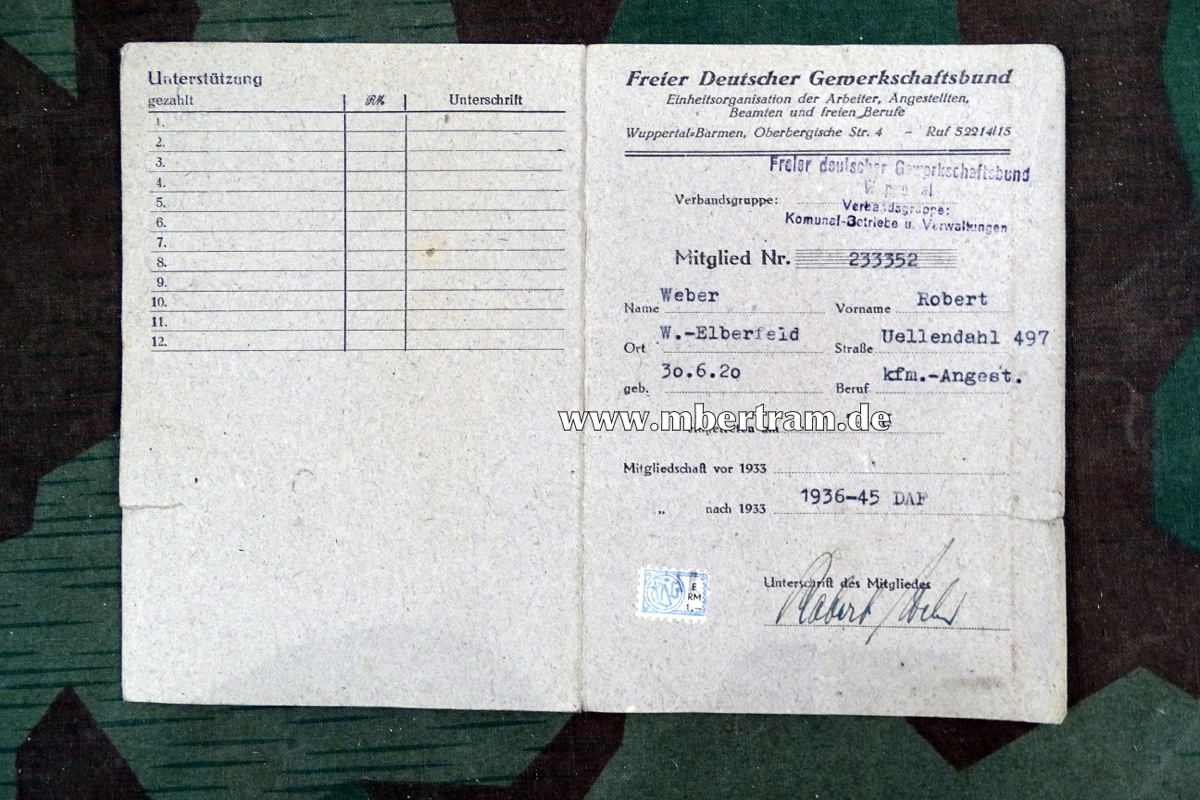 Unterstützung
gezahlt RM Unterschrift
1.
2.
3.
4.
5.
6.
7.
8.
9.
10.
11.
12.
Freier Deutscher Gewerkschaftsbund
Einheitsorganisation der Arbeiter, Angestellten,
Beamten und freien Berufe
Wuppertal-Barmen, Oberbergische Str. 4 - Ruf 52214/15
Freier deutscher Gewerkschaftsbund
Verbandsgruppe:
Verbandsgruppe:
Komunal-Betriebe u. Verwaltungen
Mitglied Nr. 233352
Name Weber Vorname Robert
Ort W.-Elberfeld Straße Uellendahl 497
geb. 30.6.20 Beruf kfm.-Angest.
www.mbertram.de
Mitgliedschaft vor 1933
„ nach 1933 1936-45 DAF
Unterschrift des Mitgliedes
Robert Weber
E
RM
1,-